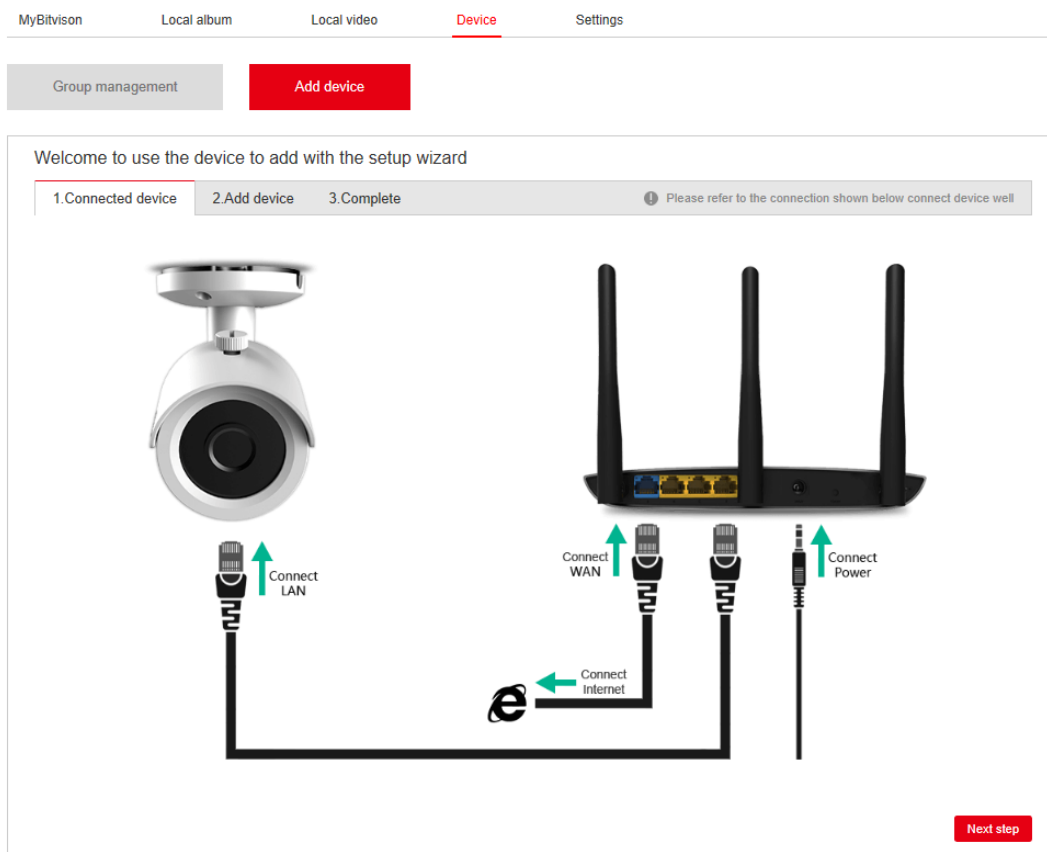 MyBitvison Local album Local video Device Settings
Group management Add device
Welcome to use the device to add with the setup wizard
1.Connected device 2.Add device 3.Complete Please refer to the connection shown below connect device well
Connect
LAN
Connect
WAN
Connect
Power
Connect
Internet
Next step